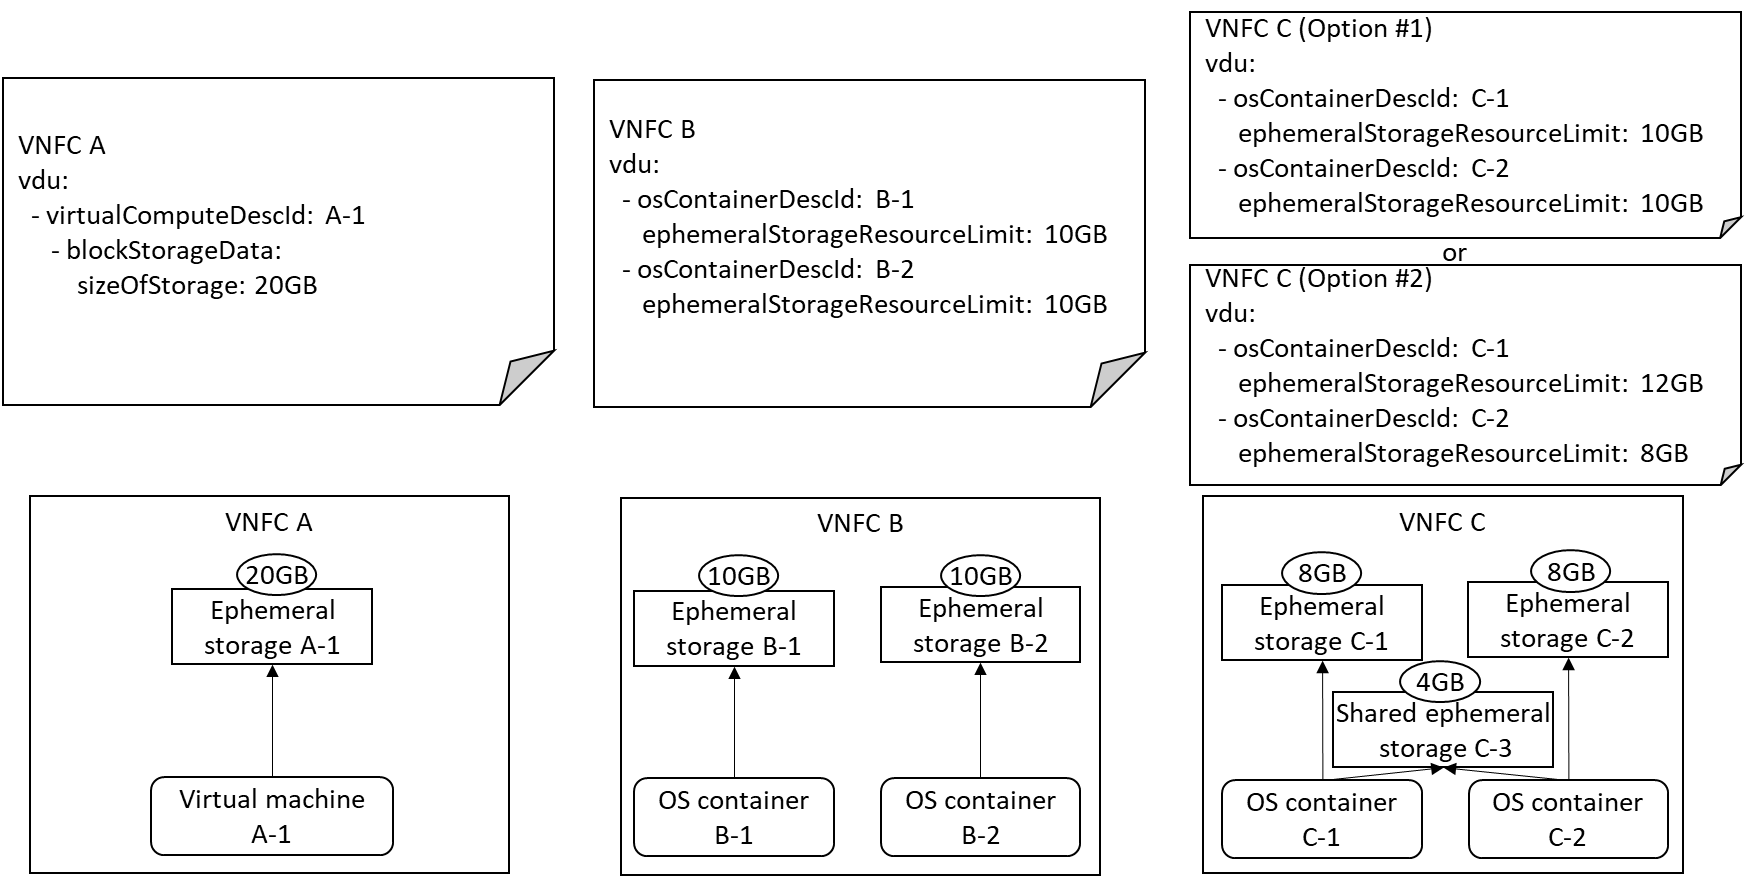 VNFC A
vdu:
- virtualComputeDescId: A-1
- blockStorageData:
sizeOfStorage: 20GB
VNFC B
vdu:
- osContainerDescId: B-1
ephemeralStorageResourceLimit: 10GB
- osContainerDescId: B-2
ephemeralStorageResourceLimit: 10GB
VNFC C (Option #1)
vdu:
- osContainerDescId: C-1
ephemeralStorageResourceLimit: 10GB
- osContainerDescId: C-2
ephemeralStorageResourceLimit: 10GB
or
VNFC C (Option #2)
vdu:
- osContainerDescId: C-1
ephemeralStorageResourceLimit: 12GB
- osContainerDescId: C-2
ephemeralStorageResourceLimit: 8GB
VNFC A
20GB
Ephemeral
storage A-1
Virtual machine
A-1
VNFC B
10GB
Ephemeral
storage B-1
10GB
Ephemeral
storage B-2
OS container
B-1
OS container
B-2
VNFC C
8GB
Ephemeral
storage C-1
8GB
Ephemeral
storage C-2
4GB
Shared ephemeral
storage C-3
OS container
C-1
OS container
C-2